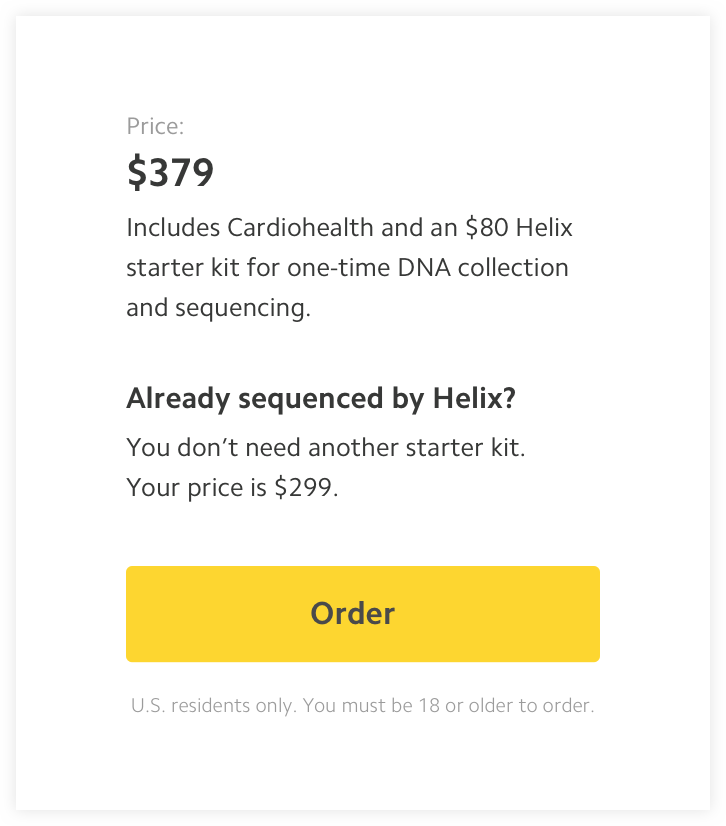 Price:
$379
Includes Cardiohealth and an $80 Helix
starter kit for one-time DNA collection
and sequencing.
Already sequenced by Helix?
You don’t need another starter kit.
Your price is $299.
Order
U.S. residents only. You must be 18 or older to order.